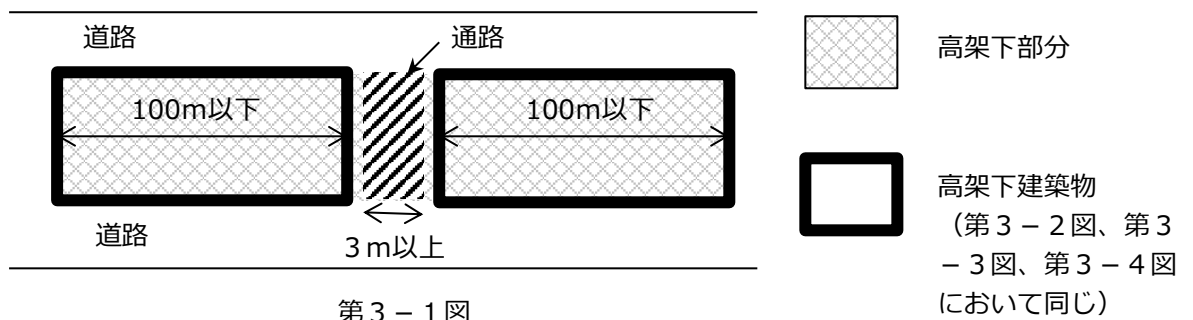 道路
通路
100m以下
100m以下
道路
３m以上
第３－１図
高架下部分
高架下建築物
（第３－２図、第３
－３図、第３－４図
において同じ）